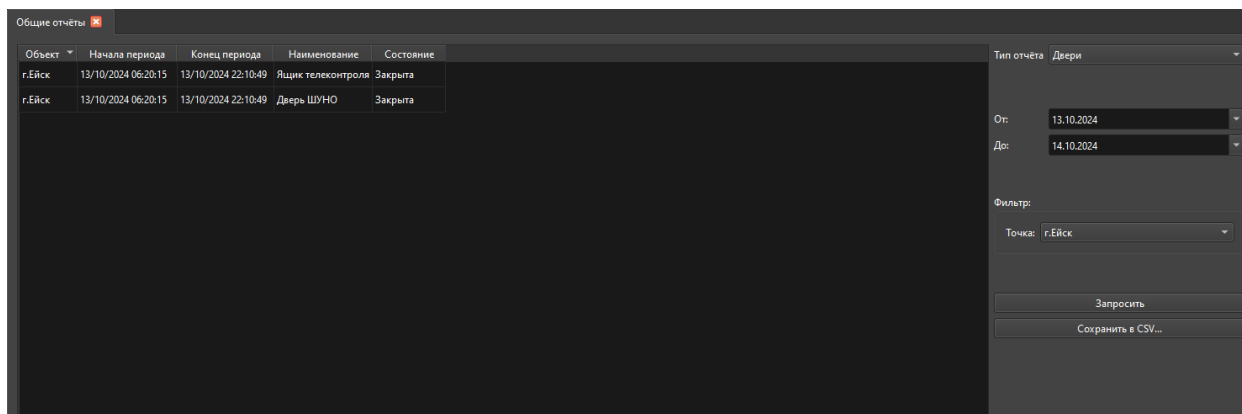 Общие отчёты
Объект Начала периода Конец периода Наименование Состояние
г.Ейск 13/10/2024 06:20:15 13/10/2024 22:10:49 Ящик телеконтроля Закрыта
г.Ейск 13/10/2024 06:20:15 13/10/2024 22:10:49 Дверь ШУНО Закрыта
Тип отчёта Двери
От: 13.10.2024
До: 14.10.2024
Фильтр:
Точка: г.Ейск
Запросить
Сохранить в CSV...